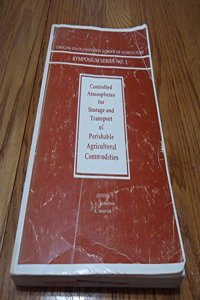 OREGON STATE UNIVERSITY SCHOOL OF AGRICULTURE
SYMPOSIUM SERIES NO. 1
Controlled
Atmospheres
for
Storage and
Transport
of
Perishable
Agricultural
Commodities